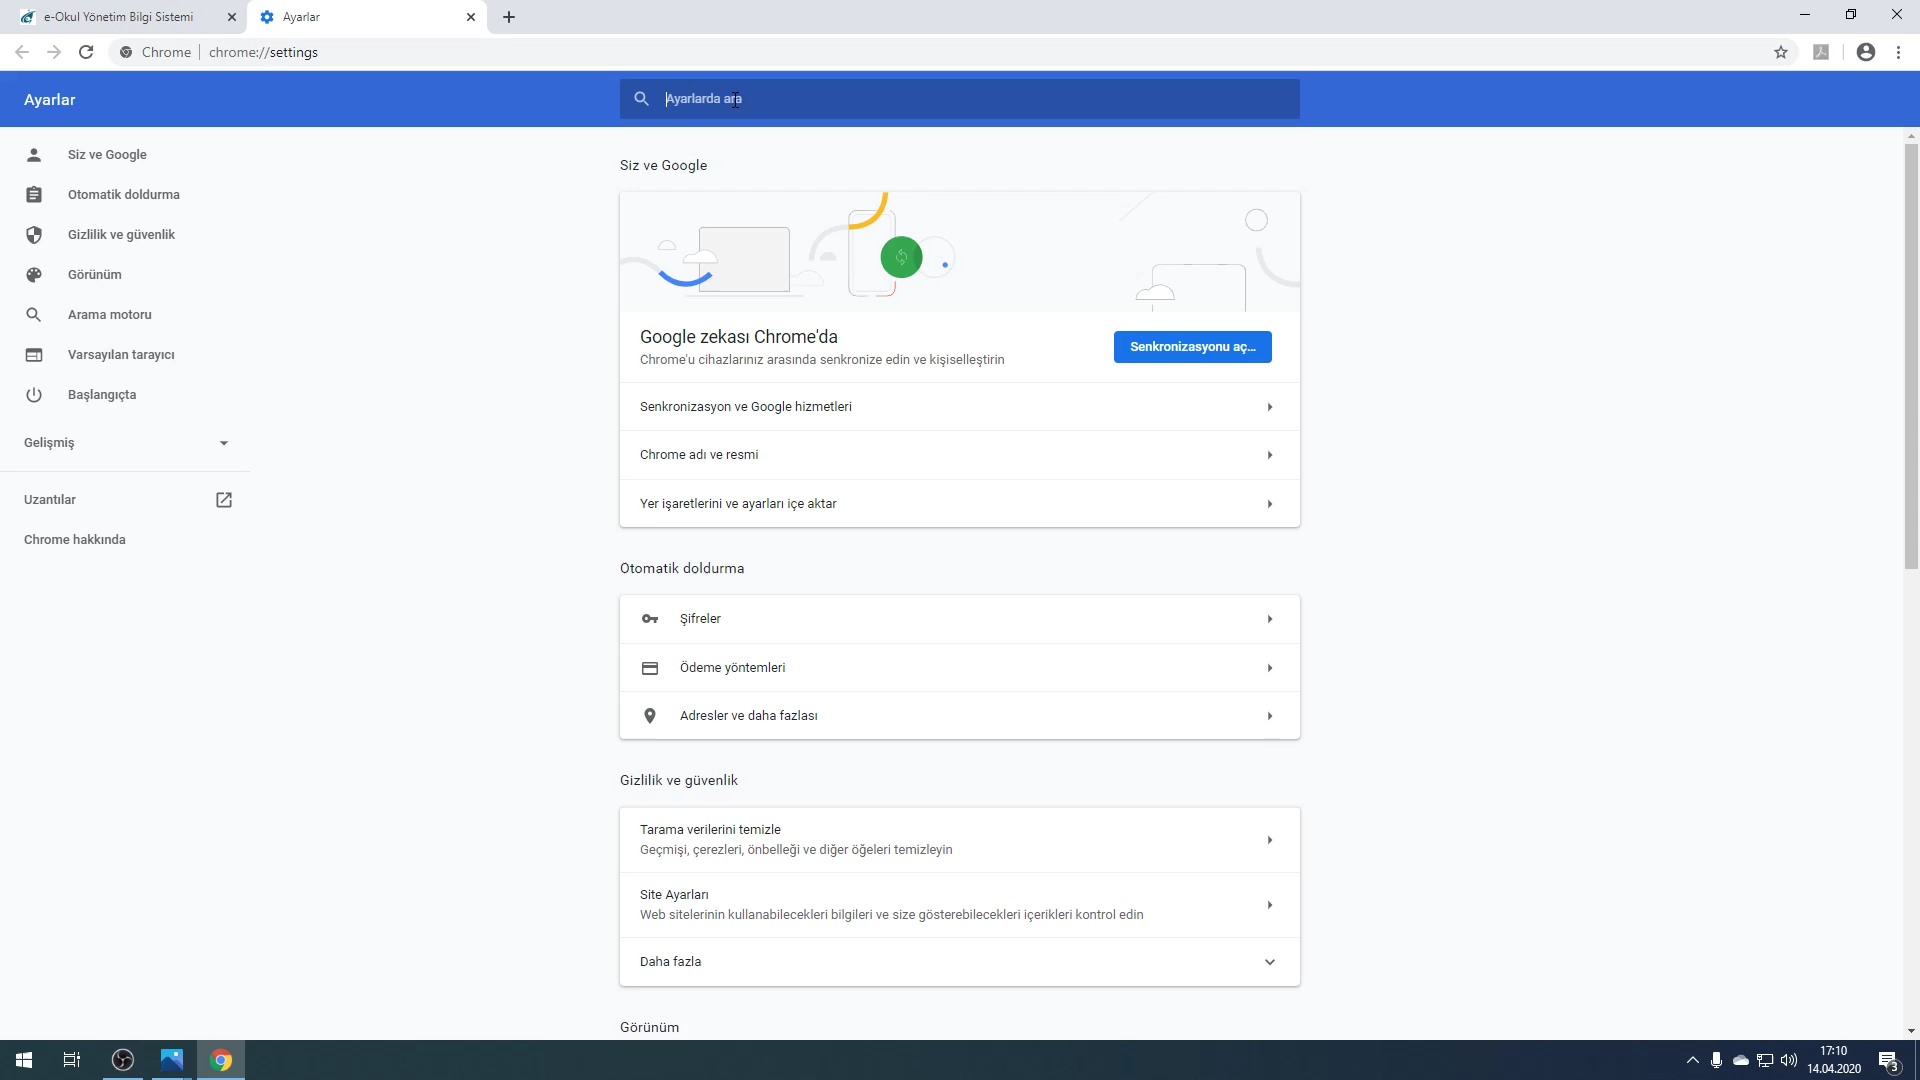 e-Okul Yönetim Bilgi Sistemi
Ayarlar
Chrome
chrome://settings
Ayarlar
Ayarlarda ara
Siz ve Google
Otomatik doldurma
Gizlilik ve güvenlik
Görünüm
Arama motoru
Varsayılan tarayıcı
Başlangıçta
Gelişmiş
Uzantılar
Chrome hakkında
Siz ve Google
Google zekası Chrome'da
Chrome'u cihazlarınız arasında senkronize edin ve kişiselleştirin
Senkronizasyonu aç…
Senkronizasyon ve Google hizmetleri
Chrome adı ve resmi
Yer işaretlerini ve ayarları içe aktar
Otomatik doldurma
Şifreler
Ödeme yöntemleri
Adresler ve daha fazlası
Gizlilik ve güvenlik
Tarama verilerini temizle
Geçmişi, çerezleri, önbelleği ve diğer öğeleri temizleyin
Site Ayarları
Web sitelerinin kullanabilecekleri bilgileri ve size gösterebilecekleri içerikleri kontrol edin
Daha fazla
Görünüm
17:10
14.04.2020
3